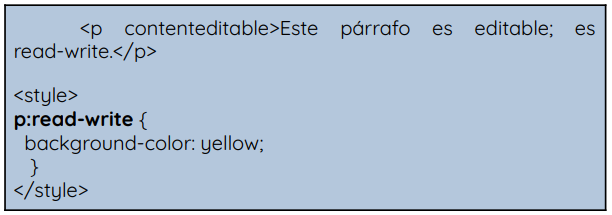 <p contenteditable>Este párrafo es editable; es
read-write.</p>
<style>
p:read-write {
background-color: yellow;
}
</style>